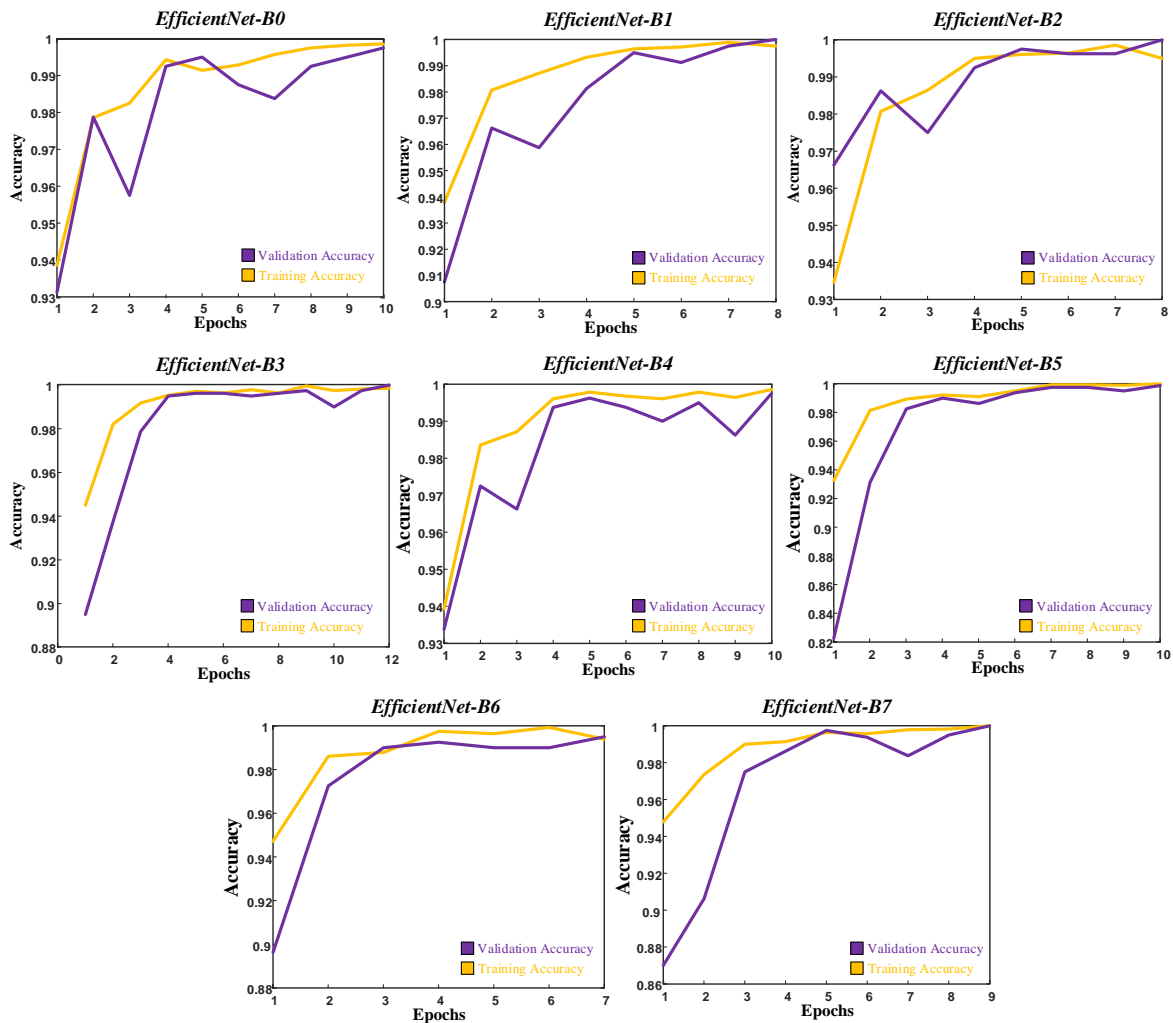 EfficientNet-B0
1
0.99
0.98
0.97
0.96
0.95
0.94
0.93
Accuracy
Validation Accuracy
Training Accuracy
1 2 3 4 5 6 7 8 9 10
Epochs
EfficientNet-B1
1
0.99
0.98
0.97
0.96
0.95
0.94
0.93
0.92
0.91
0.9
Accuracy
Validation Accuracy
Training Accuracy
1 2 3 4 5 6 7 8
Epochs
EfficientNet-B2
1
0.99
0.98
0.97
0.96
0.95
0.94
0.93
Accuracy
Validation Accuracy
Training Accuracy
1 2 3 4 5 6 7 8
Epochs
EfficientNet-B3
1
0.98
0.96
0.94
0.92
0.9
0.88
Accuracy
Validation Accuracy
Training Accuracy
0 2 4 6 8 10 12
Epochs
EfficientNet-B4
1
0.99
0.98
0.97
0.96
0.95
0.94
0.93
Accuracy
Validation Accuracy
Training Accuracy
1 2 3 4 5 6 7 8 9 10
Epochs
EfficientNet-B5
1
0.98
0.96
0.94
0.92
0.9
0.88
0.86
0.84
0.82
Accuracy
Validation Accuracy
Training Accuracy
1 2 3 4 5 6 7 8 9 10
Epochs
EfficientNet-B6
1
0.98
0.96
0.94
0.92
0.9
0.88
Accuracy
Validation Accuracy
Training Accuracy
1 2 3 4 5 6 7
Epochs
EfficientNet-B7
1
0.98
0.96
0.94
0.92
0.9
0.88
0.86
Accuracy
Validation Accuracy
Training Accuracy
1 2 3 4 5 6 7 8 9
Epochs